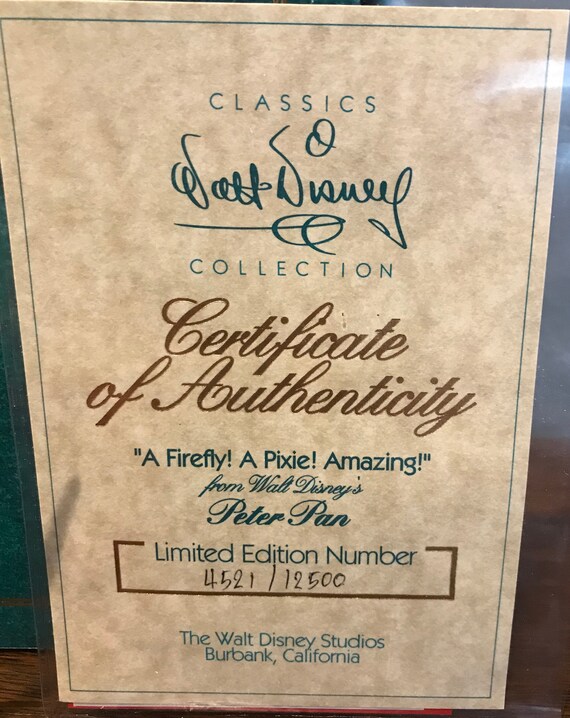 CLASSICS
Walt Disney
COLLECTION
Certificate
of Authenticity
"A Firefly! A Pixie! Amazing!"
from Walt Disney's
Peter Pan
Limited Edition Number
4521/12500
The Walt Disney Studios
Burbank, California